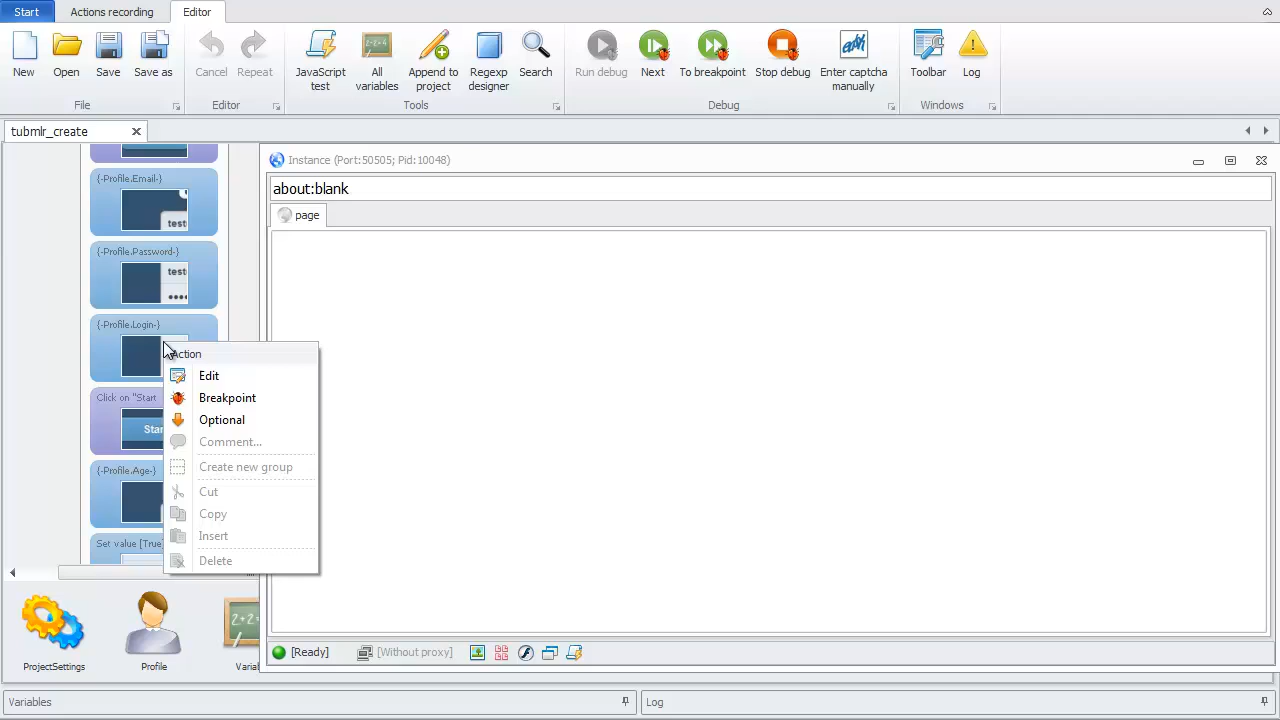 Start
Actions recording
Editor
New
Open
Save
Save as
Cancel
Repeat
JavaScript test
All variables
Append to project
Regexp designer
Search
Run debug
Next
To breakpoint
Stop debug
Enter captcha manually
Toolbar
Log
File
Editor
Tools
Debug
Windows
tubmlr_create
Instance (Port:50505; Pid:10048)
about:blank
page
{-Profile.Email-}
test
{-Profile.Password-}
test
{-Profile.Login-}
Click on "Start
Star
{-Profile.Age-}
Set value [True]
Action
Edit
Breakpoint
Optional
Comment...
Create new group
Cut
Copy
Insert
Delete
ProjectSettings
Profile
2+2=
Varial
[Ready]
[Without proxy]
Variables
Log